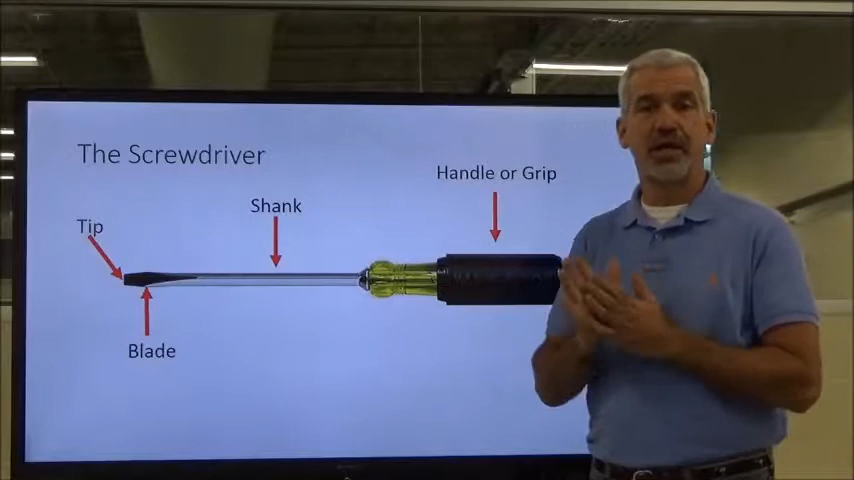 The Screwdriver
Handle or Grip
Shank
Tip
Blade